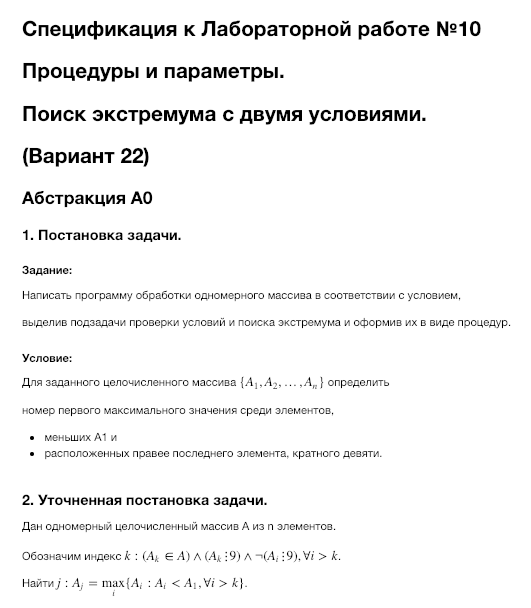 Спецификация к Лабораторной работе №10
Процедуры и параметры.
Поиск экстремума с двумя условиями.
(Вариант 22)
Абстракция A0
1. Постановка задачи.
Задание:
Написать программу обработки одномерного массива в соответствии с условием,
выделив подзадачи проверки условий и поиска экстремума и оформив их в виде процедур.
Условие:
Для заданного целочисленного массива {A₁, A₂, …, Aₙ} определить
номер первого максимального значения среди элементов,
• меньших A1 и
• расположенных правее последнего элемента, кратного девяти.
2. Уточненная постановка задачи.
Дан одномерный целочисленный массив A из n элементов.
Обозначим индекс k : (Aₖ ∈ A) ∧ (Aₖ ⋮ 9) ∧ ¬(Aᵢ ⋮ 9), ∀i > k.
Найти j : Aⱼ = max{Aᵢ : Aᵢ < A₁, ∀i > k}.
i